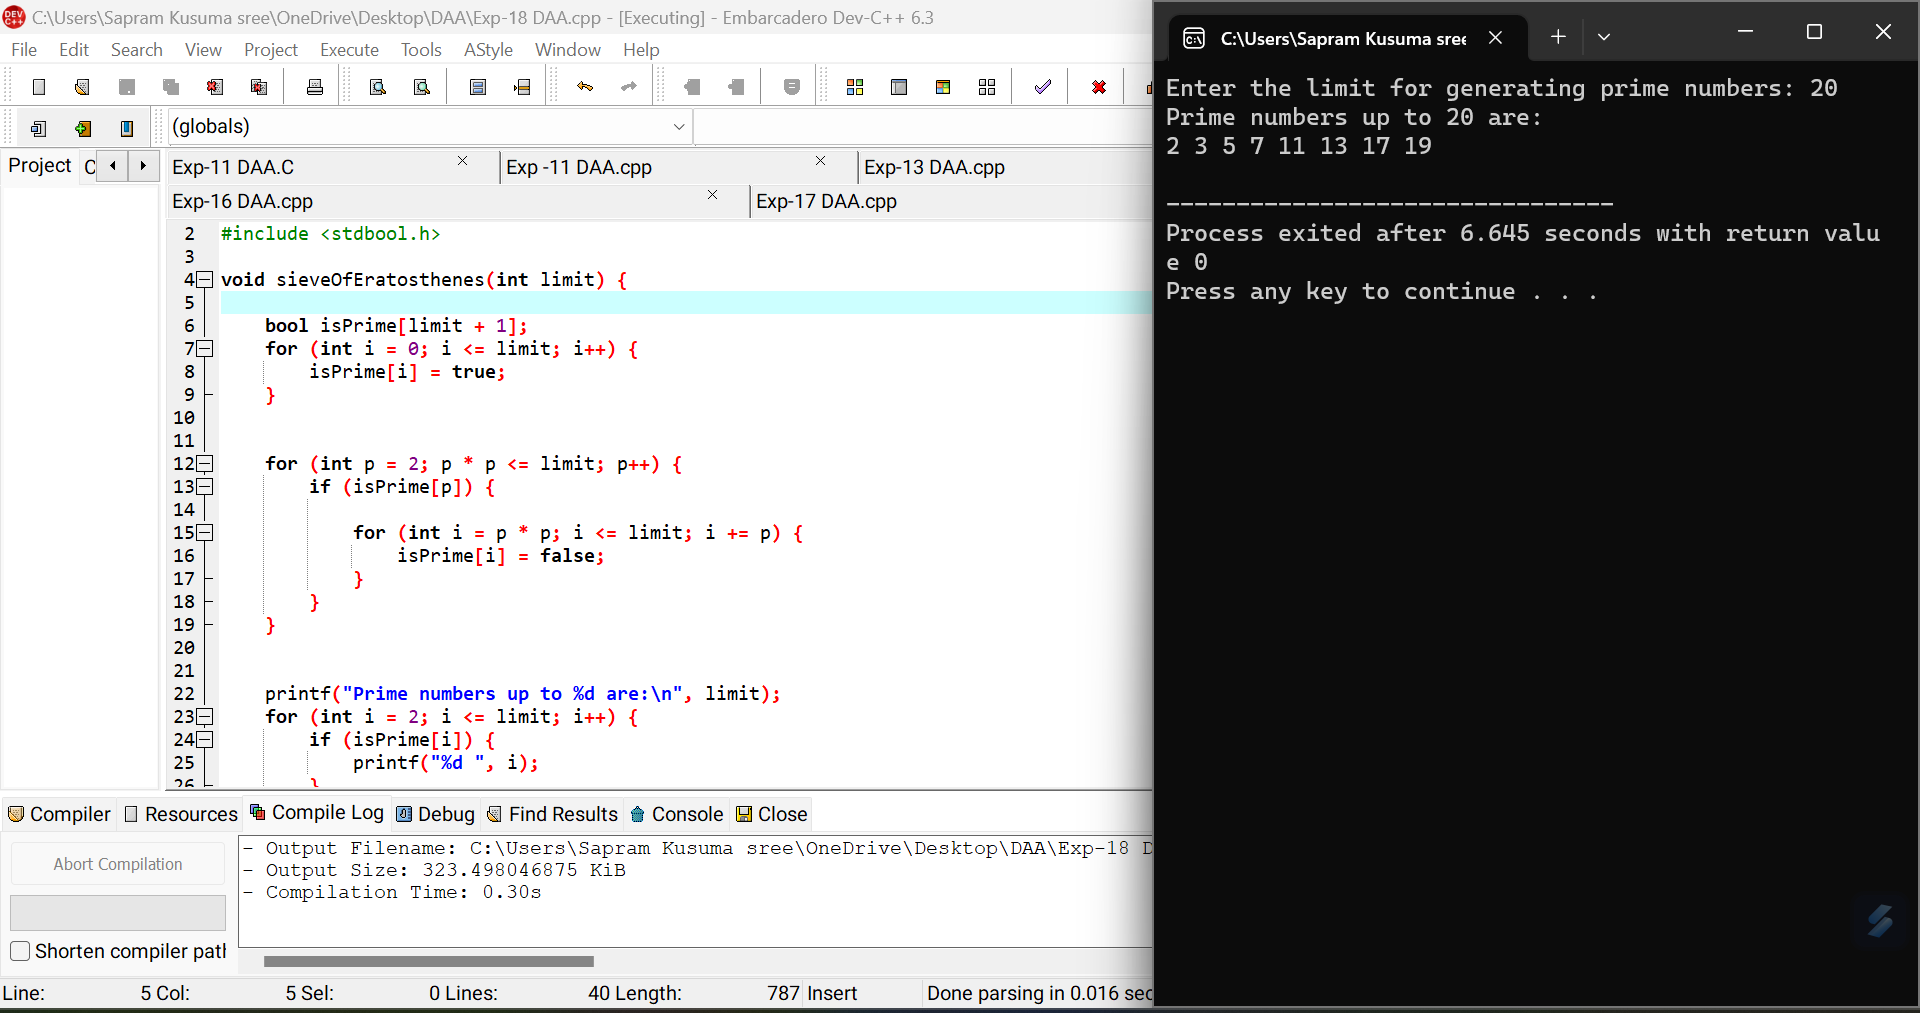 C:\Users\Sapram Kusuma sree\OneDrive\Desktop\DAA\Exp-18 DAA.cpp - [Executing] - Embarcadero Dev-C++ 6.3
File Edit Search View Project Execute Tools AStyle Window Help
(globals)
Project
Exp-11 DAA.C
Exp -11 DAA.cpp
Exp-13 DAA.cpp
Exp-16 DAA.cpp
Exp-17 DAA.cpp
2 #include <stdbool.h>
3
4 void sieveOfEratosthenes(int limit) {
5
6 bool isPrime[limit + 1];
7 for (int i = 0; i <= limit; i++) {
8 isPrime[i] = true;
9 }
10
11
12 for (int p = 2; p * p <= limit; p++) {
13 if (isPrime[p]) {
14
15 for (int i = p * p; i <= limit; i += p) {
16 isPrime[i] = false;
17 }
18 }
19 }
20
21
22 printf("Prime numbers up to %d are:\n", limit);
23 for (int i = 2; i <= limit; i++) {
24 if (isPrime[i]) {
25 printf("%d ", i);
26 }
Compiler Resources Compile Log Debug Find Results Console Close
Abort Compilation
Shorten compiler path
- Output Filename: C:\Users\Sapram Kusuma sree\OneDrive\Desktop\DAA\Exp-18
- Output Size: 323.498046875 KiB
- Compilation Time: 0.30s
Line: 5 Col: 5 Sel: 0 Lines: 40 Length: 787 Insert Done parsing in 0.016 sec
C:\Users\Sapram Kusuma sree
Enter the limit for generating prime numbers: 20
Prime numbers up to 20 are:
2 3 5 7 11 13 17 19
--------------------------------
Process exited after 6.645 seconds with return valu
e 0
Press any key to continue . . .